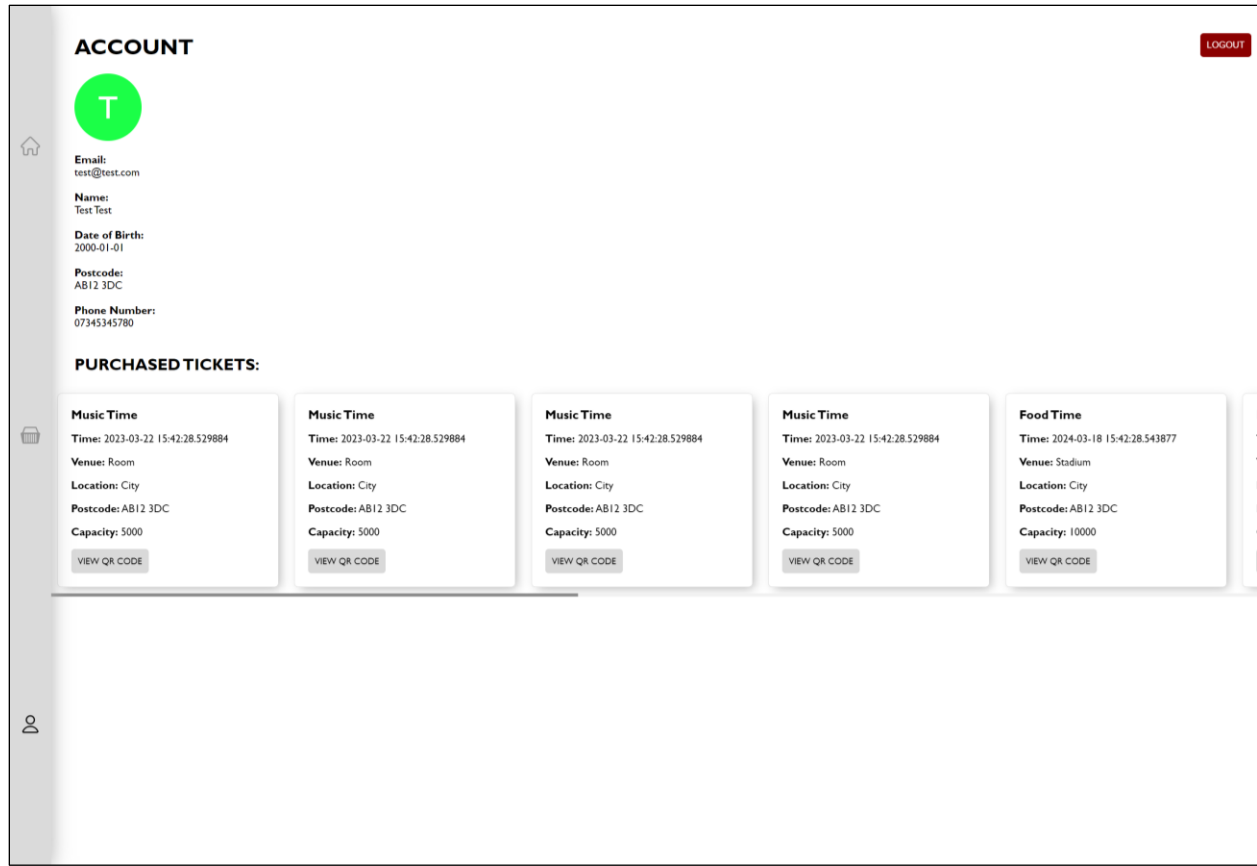 ACCOUNT
LOGOUT
T
Email:
test@test.com
Name:
Test Test
Date of Birth:
2000-01-01
Postcode:
AB12 3DC
Phone Number:
07345345780
PURCHASED TICKETS:
Music Time
Time: 2023-03-22 15:42:28.529884
Venue: Room
Location: City
Postcode: AB12 3DC
Capacity: 5000
VIEW QR CODE
Music Time
Time: 2023-03-22 15:42:28.529884
Venue: Room
Location: City
Postcode: AB12 3DC
Capacity: 5000
VIEW QR CODE
Music Time
Time: 2023-03-22 15:42:28.529884
Venue: Room
Location: City
Postcode: AB12 3DC
Capacity: 5000
VIEW QR CODE
Music Time
Time: 2023-03-22 15:42:28.529884
Venue: Room
Location: City
Postcode: AB12 3DC
Capacity: 5000
VIEW QR CODE
Food Time
Time: 2024-03-18 15:42:28.543877
Venue: Stadium
Location: City
Postcode: AB12 3DC
Capacity: 10000
VIEW QR CODE